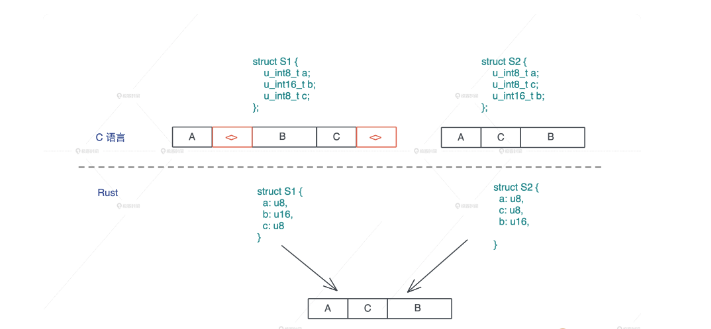 struct S1 {
u_int8_t a;
u_int16_t b;
u_int8_t c;
};
struct S2 {
u_int8_t a;
u_int8_t c;
u_int16_t b;
};
C 语言
A
<>
B
C
<>
A
C
B
Rust
struct S1 {
a: u8,
b: u16,
c: u8
}
struct S2 {
a: u8,
c: u8,
b: u16,
}
A
C
B